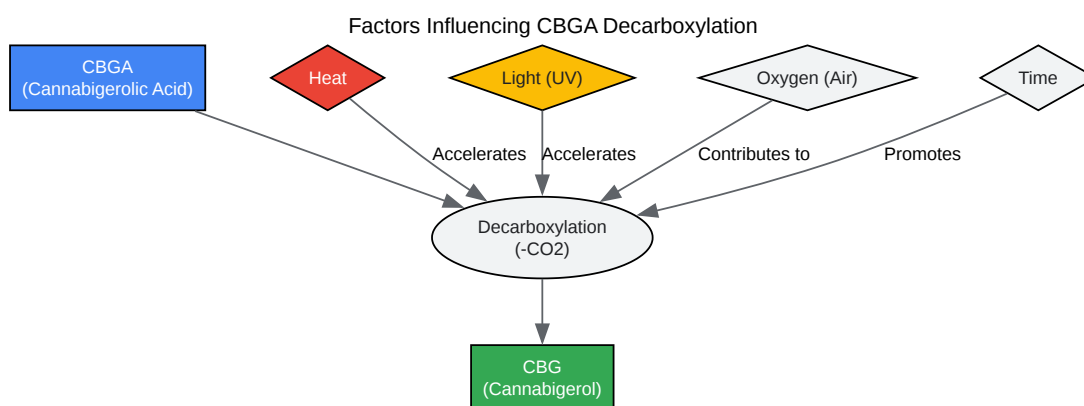 Factors Influencing CBGA Decarboxylation
CBGA
(Cannabigerolic Acid)
Heat
Light (UV)
Oxygen (Air)
Time
Accelerates
Accelerates
Contributes to
Promotes
Decarboxylation
(-CO2)
CBG
(Cannabigerol)